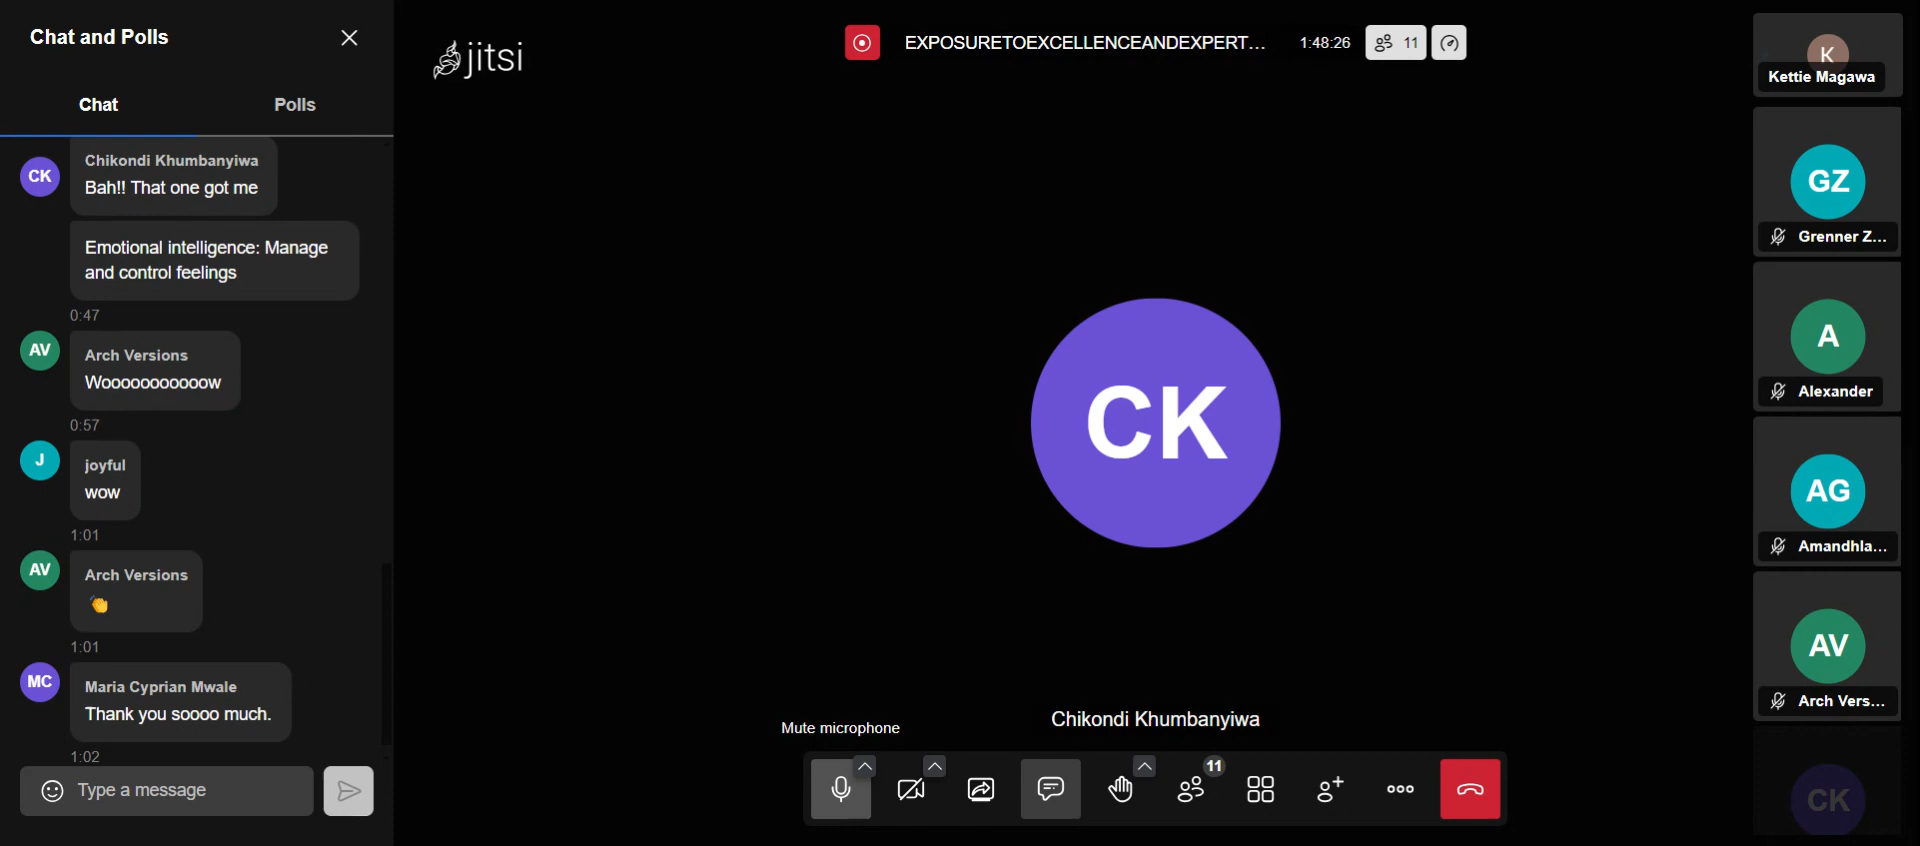 Chat and Polls
Chat
Polls
CK
Chikondi Khumbanyiwa
Bah!! That one got me
Emotional intelligence: Manage
and control feelings
0:47
AV
Arch Versions
Wooooooooooow
0:57
J
joyful
wow
1:01
AV
Arch Versions
1:01
MC
Maria Cyprian Mwale
Thank you soooo much.
1:02
Type a message
jitsi
EXPOSURETOEXCELLENCEANDEXPERT...
1:48:26
11
CK
Chikondi Khumbanyiwa
Mute microphone
11
K
Kettie Magawa
GZ
Grenner Z...
A
Alexander
AG
Amandhla...
AV
Arch Vers...
CK